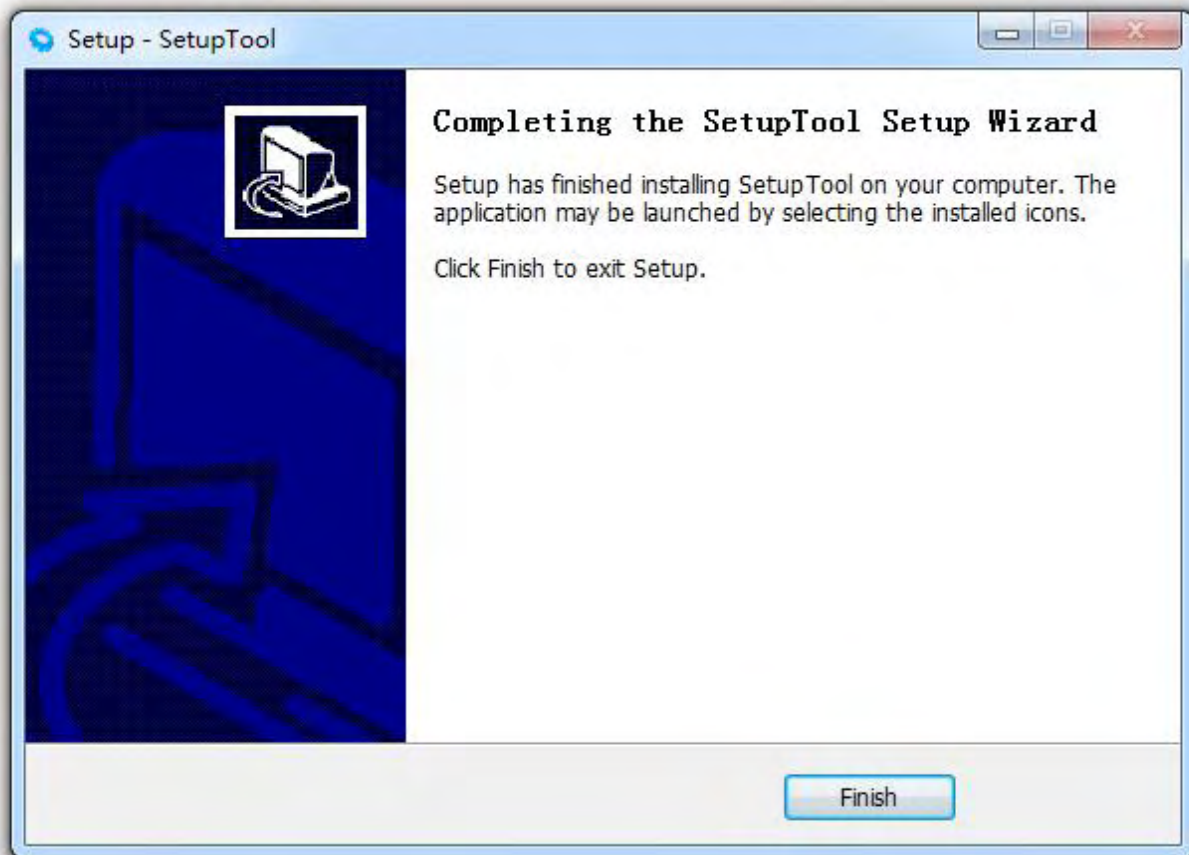 Setup - SetupTool
Completing the SetupTool Setup Wizard
Setup has finished installing SetupTool on your computer. The
application may be launched by selecting the installed icons.
Click Finish to exit Setup.
Finish